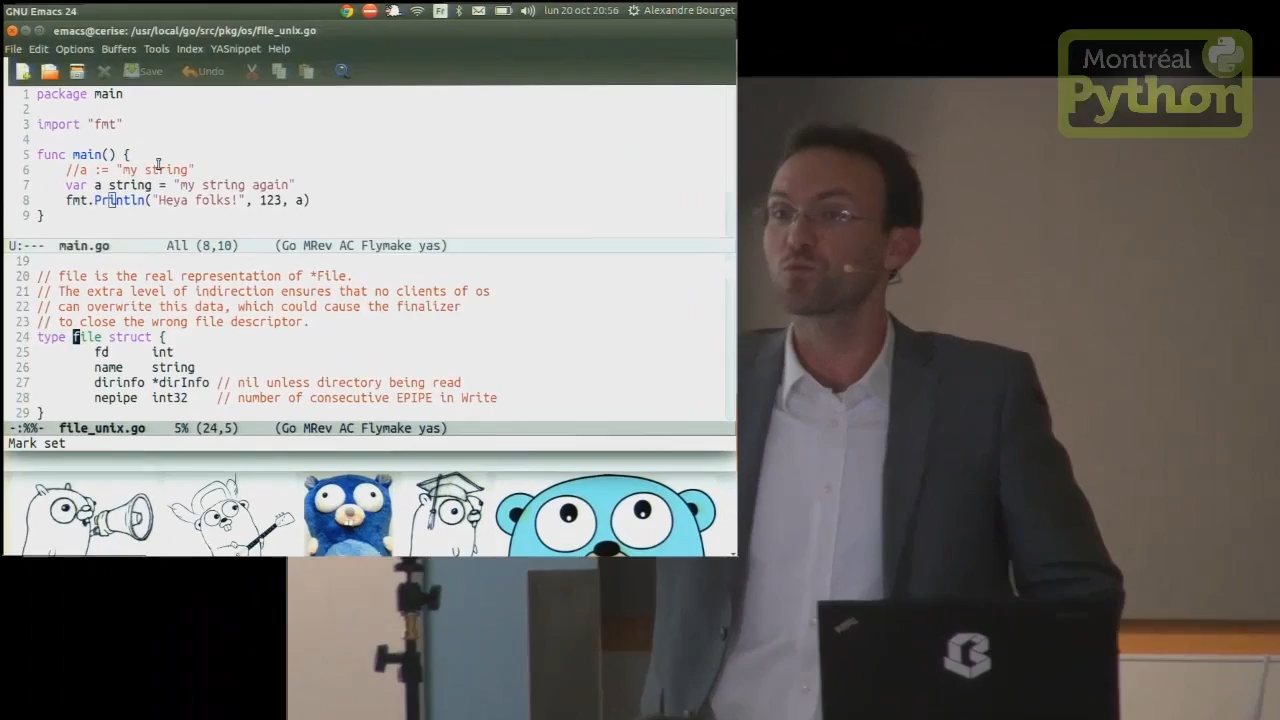 GNU Emacs 24
Fr
lun 20 oct 20:56
Alexandre Bourget
emacs@cerise: /usr/local/go/src/pkg/os/file_unix.go
File Edit Options Buffers Tools Index YASnippet Help
Save Undo
1 package main
2
3 import "fmt"
4
5 func main() {
6 //a := "my string"
7 var a string = "my string again"
8 fmt.Println("Heya folks!", 123, a)
9 }
U:--- main.go All (8,10) (Go MRev AC Flymake yas)
19
20 // file is the real representation of *File.
21 // The extra level of indirection ensures that no clients of os
22 // can overwrite this data, which could cause the finalizer
23 // to close the wrong file descriptor.
24 type file struct {
25 fd int
26 name string
27 dirinfo *dirInfo // nil unless directory being read
28 nepipe int32 // number of consecutive EPIPE in Write
29 }
-:%%- file_unix.go 5% (24,5) (Go MRev AC Flymake yas)
Mark set
Montréal
Python